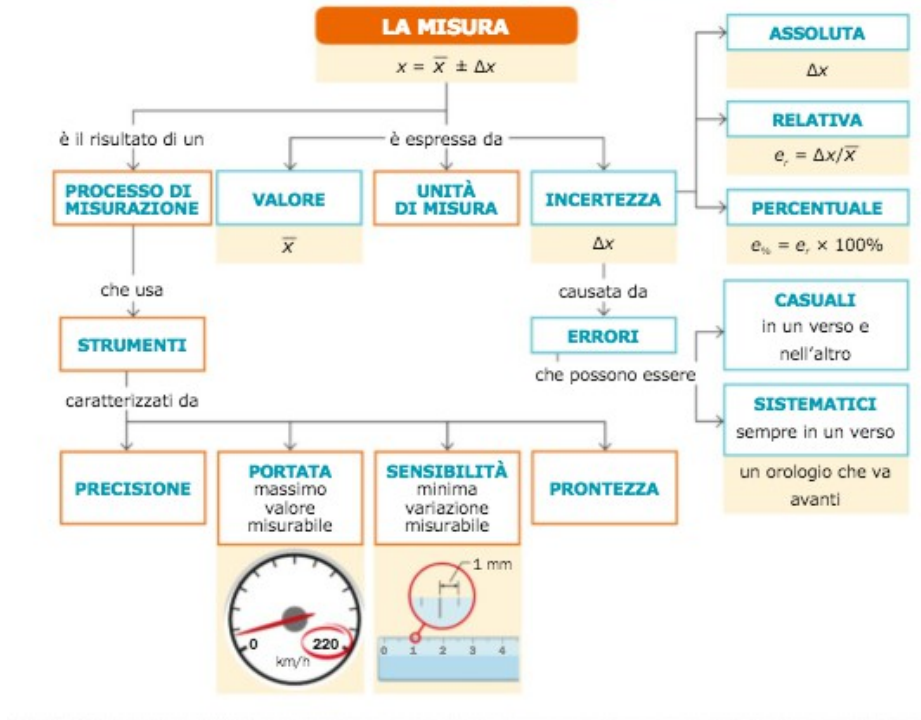 LA MISURA
x = x̅ ± Δx
è il risultato di un
è espressa da
PROCESSO DI
MISURAZIONE
VALORE
x̅
UNITÀ
DI MISURA
INCERTEZZA
Δx
ASSOLUTA
Δx
RELATIVA
eᵣ = Δx/x̅
PERCENTUALE
e% = eᵣ × 100%
che usa
STRUMENTI
caratterizzati da
causata da
ERRORI
che possono essere
CASUALI
in un verso e
nell'altro
SISTEMATICI
sempre in un verso
un orologio che va
avanti
PRECISIONE
PORTATA
massimo
valore
misurabile
0
220
km/h
SENSIBILITÀ
minima
variazione
misurabile
1 mm
0 1 2 3 4
PRONTEZZA